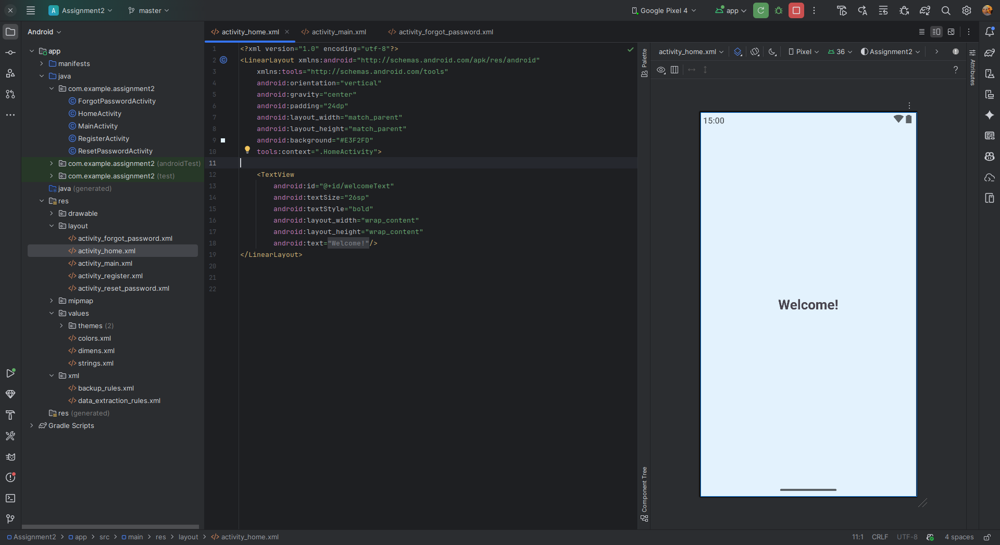 A Assignment2 master Google Pixel 4 app
Android
activity_home.xml activity_main.xml activity_forgot_password.xml
app
manifests
java
com.example.assignment2
ForgotPasswordActivity
HomeActivity
MainActivity
RegisterActivity
ResetPasswordActivity
com.example.assignment2 (androidTest)
com.example.assignment2 (test)
java (generated)
res
drawable
layout
activity_forgot_password.xml
activity_home.xml
activity_main.xml
activity_register.xml
activity_reset_password.xml
mipmap
values
themes (2)
colors.xml
dimens.xml
strings.xml
xml
backup_rules.xml
data_extraction_rules.xml
res (generated)
Gradle Scripts
1 <?xml version="1.0" encoding="utf-8"?>
2 <LinearLayout xmlns:android="http://schemas.android.com/apk/res/android"
3 xmlns:tools="http://schemas.android.com/tools"
4 android:orientation="vertical"
5 android:gravity="center"
6 android:padding="24dp"
7 android:layout_width="match_parent"
8 android:layout_height="match_parent"
9 android:background="#E3F2FD"
10 tools:context=".HomeActivity">
11
12 <TextView
13 android:id="@+id/welcomeText"
14 android:textSize="26sp"
15 android:textStyle="bold"
16 android:layout_width="wrap_content"
17 android:layout_height="wrap_content"
18 android:text="Welcome!"/>
19 </LinearLayout>
20
21
22
Palette
Component Tree
activity_home.xml Pixel 36 Assignment2
?
Attributes
15:00
Welcome!
Assignment2 > app > src > main > res > layout > activity_home.xml
11:1 CRLF UTF-8 4 spaces